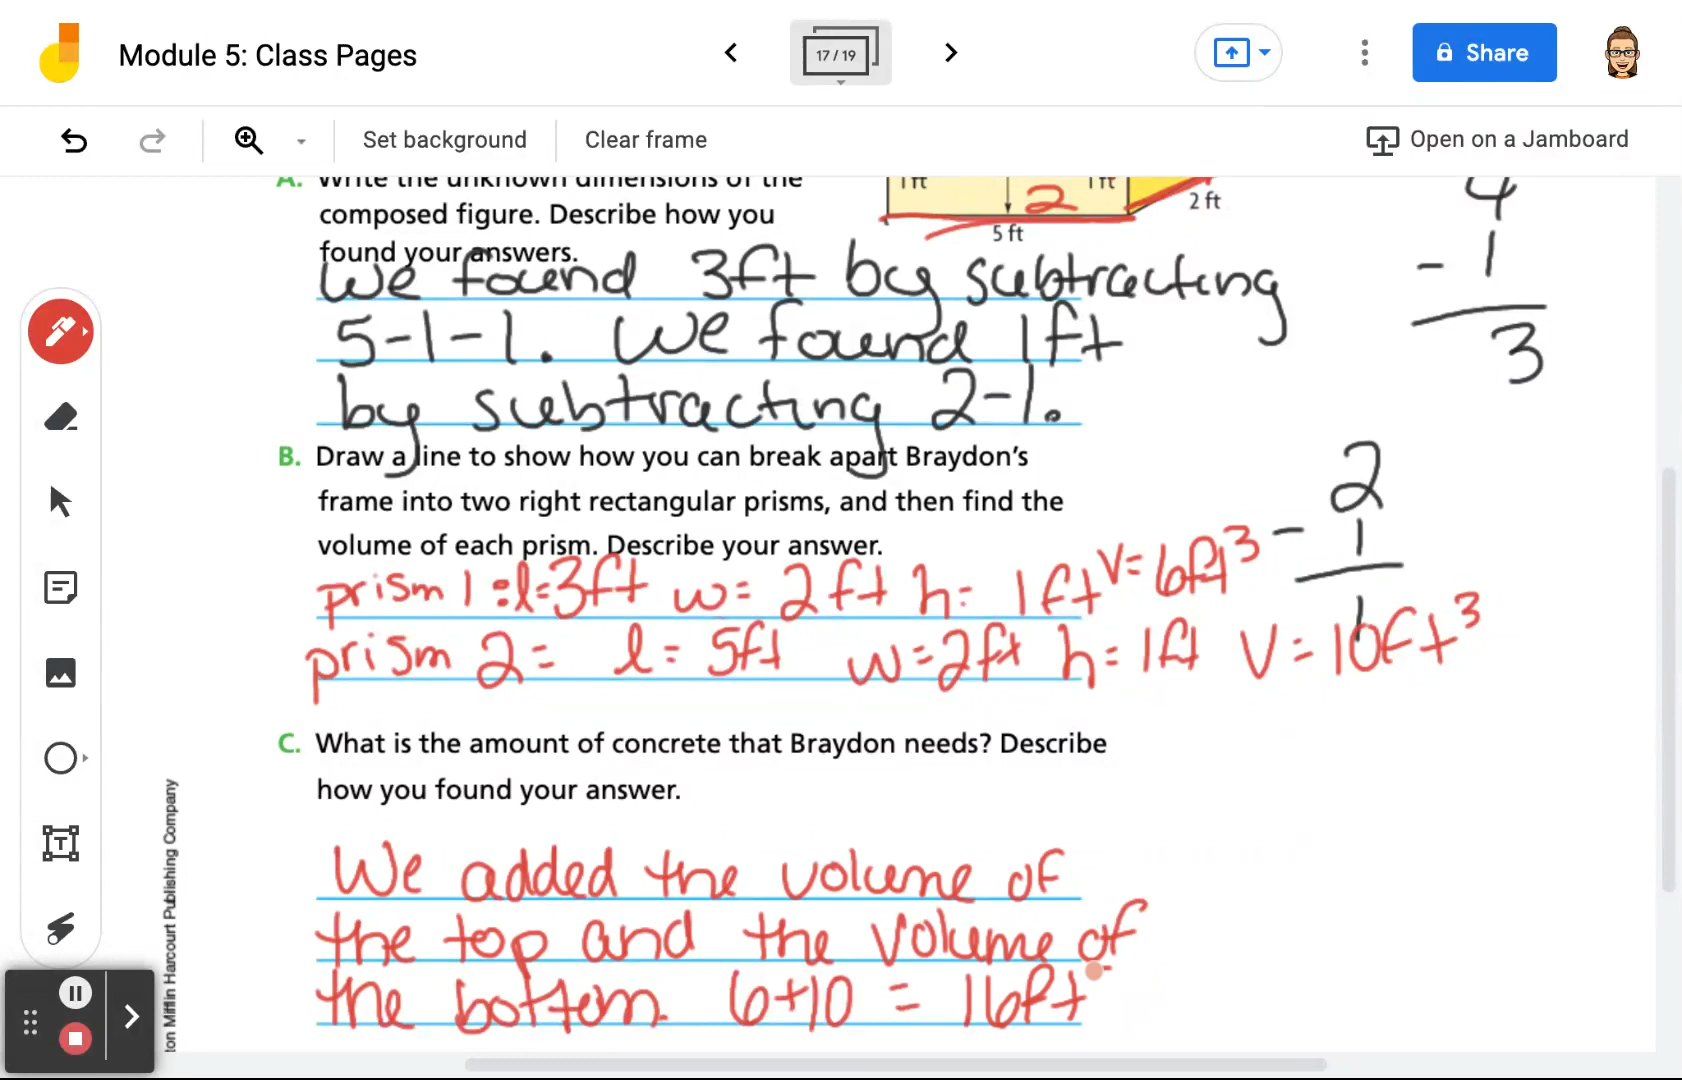 Module 5: Class Pages
17 / 19
Share
Set background
Clear frame
Open on a Jamboard
A. Write the unknown dimensions of the
composed figure. Describe how you
found your answers.
1 ft
2
1 ft
2 ft
5 ft
4
- 1
3
We found 3ft by subtracting
5-1-1. We found 1ft
by subtracting 2-1.
B. Draw a line to show how you can break apart Braydon's
frame into two right rectangular prisms, and then find the
volume of each prism. Describe your answer.
2
- 1
1
prism 1: l=3ft w= 2ft h= 1ft V= 6ft³
prism 2= l= 5ft w=2ft h=1ft V=10ft³
C. What is the amount of concrete that Braydon needs? Describe
how you found your answer.
We added the volume of
the top and the volume of
the bottom. 6+10 = 16ft
ton Mifflin Harcourt Publishing Company